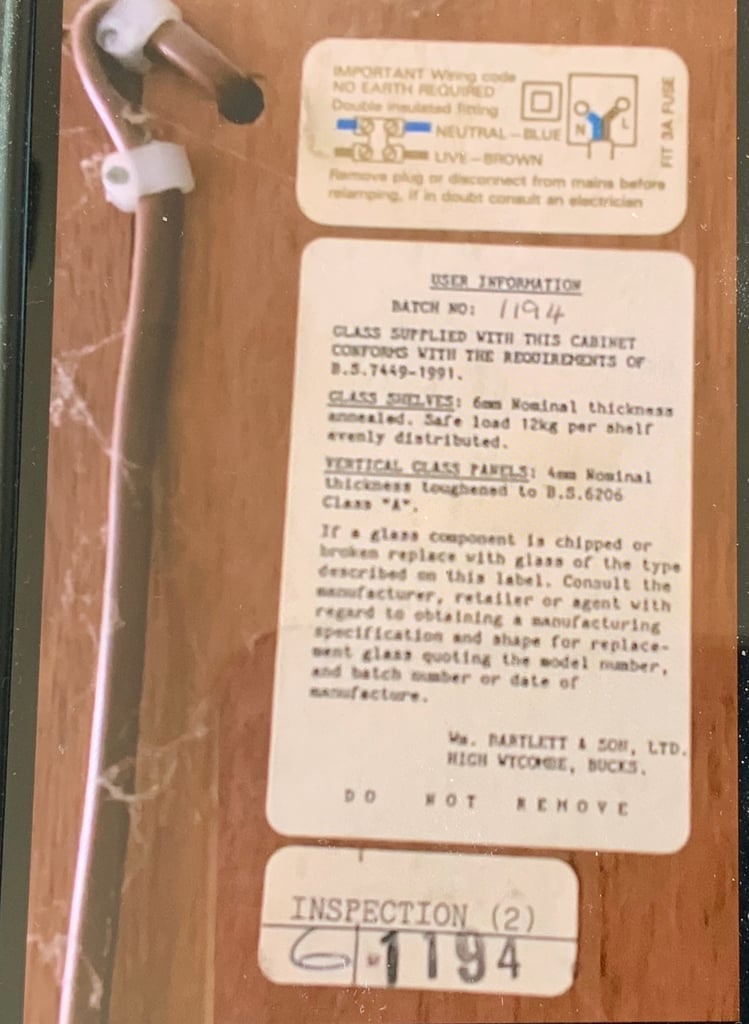 IMPORTANT Wiring code
NO EARTH REQUIRED
Double insulated fitting
NEUTRAL – BLUE
LIVE – BROWN
N L
FIT 3A FUSE
Remove plug or disconnect from mains before
relamping, if in doubt consult an electrician
USER INFORMATION
BATCH NO: 1194
GLASS SUPPLIED WITH THIS CABINET
CONFORMS WITH THE REQUIREMENTS OF
B.S.7449-1991.
GLASS SHELVES: 6mm Nominal thickness
annealed. Safe load 12kg per shelf
evenly distributed.
VERTICAL GLASS PANELS: 4mm Nominal
thickness toughened to B.S.6206
Class "A".
If a glass component is chipped or
broken replace with glass of the type
described on this label. Consult the
manufacturer, retailer or agent with
regard to obtaining a manufacturing
specification and shape for replace-
ment glass quoting the model number,
and batch number or date of
manufacture.
Wm. BARTLETT & SON, LTD.
HIGH WYCOMBE, BUCKS.
DO NOT REMOVE
INSPECTION (2)
6 1194